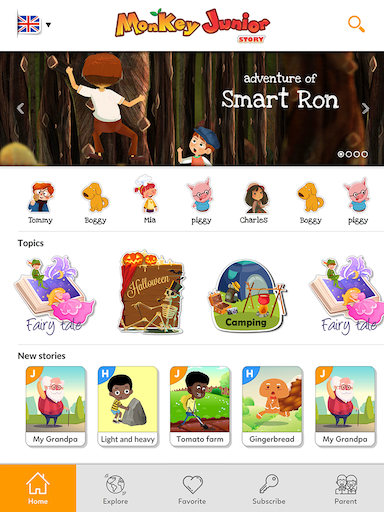 MonKey Junior
STORY
adventure of
Smart Ron
Tommy
Boggy
Mia
piggy
Charles
Boggy
piggy
Topics
Fairy tale
Halloween
Camping
Fairy tale
New stories
J
My Grandpa
H
Light and heavy
J
Tomato farm
H
Gingerbread
J
My Grandpa
Home
Explore
Favorite
Subscribe
Parent